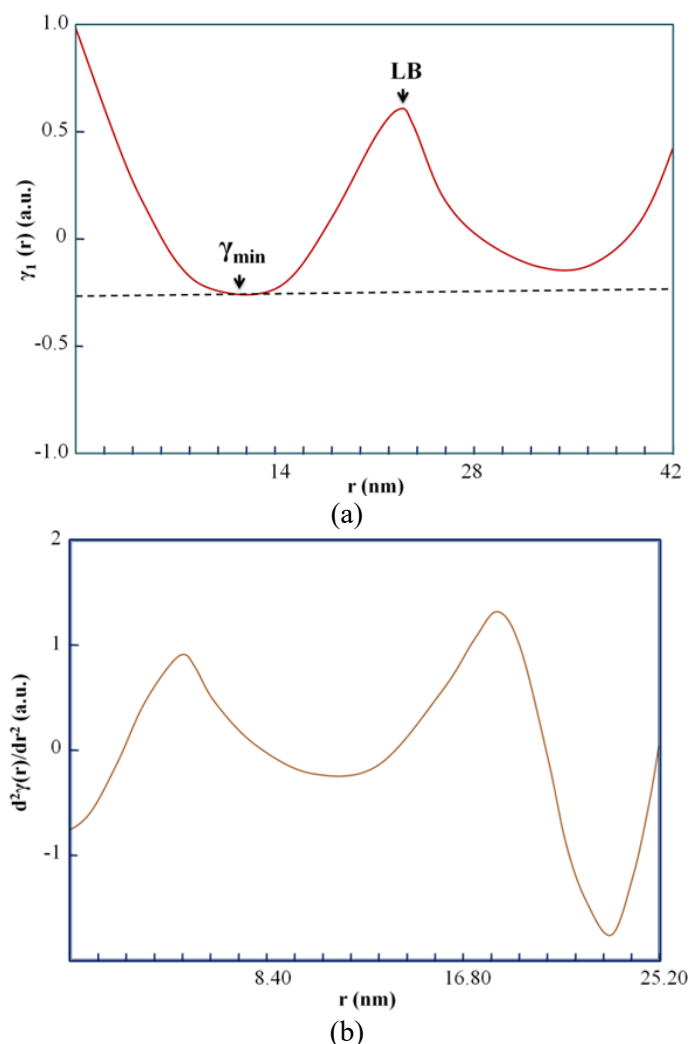 1.0
LB
0.5
γ₁ (r) (a.u.)
0
γmin
-0.5
-1.0
14
28
42
r (nm)
(a)
2
1
d²γ(r)/dr² (a.u.)
0
-1
8.40
16.80
25.20
r (nm)
(b)